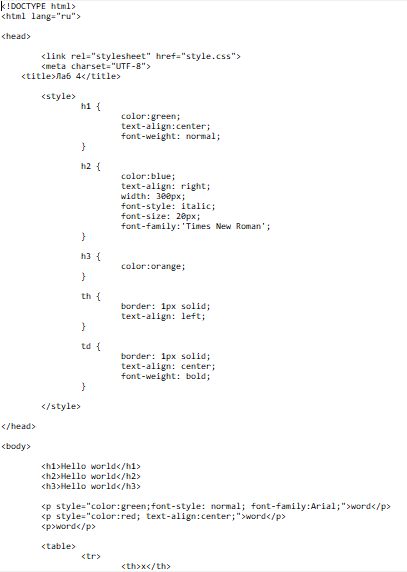 <!DOCTYPE html>
<html lang="ru">
<head>
<link rel="stylesheet" href="style.css">
<meta charset="UTF-8">
<title>Лаб 4</title>
<style>
h1 {
color:green;
text-align:center;
font-weight: normal;
}
h2 {
color:blue;
text-align: right;
width: 300px;
font-style: italic;
font-size: 20px;
font-family:'Times New Roman';
}
h3 {
color:orange;
}
th {
border: 1px solid;
text-align: left;
}
td {
border: 1px solid;
text-align: center;
font-weight: bold;
}
</style>
</head>
<body>
<h1>Hello world</h1>
<h2>Hello world</h2>
<h3>Hello world</h3>
<p style="color:green;font-style: normal; font-family:Arial;">word</p>
<p style="color:red; text-align:center;">word</p>
<p>word</p>
<table>
<tr>
<th>x</th>